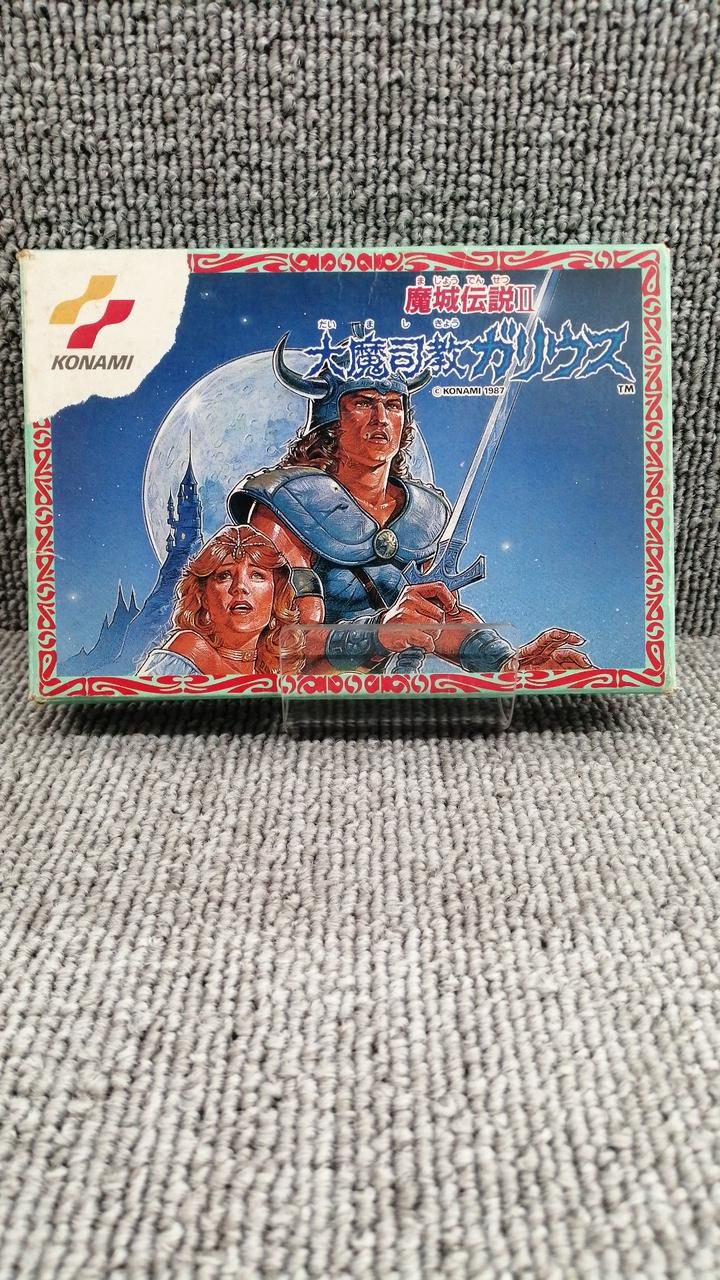 KONAMI
まじょうでんせつ
魔城伝説II
だいましきょう
大魔司教ガリウス
© KONAMI 1987
TM